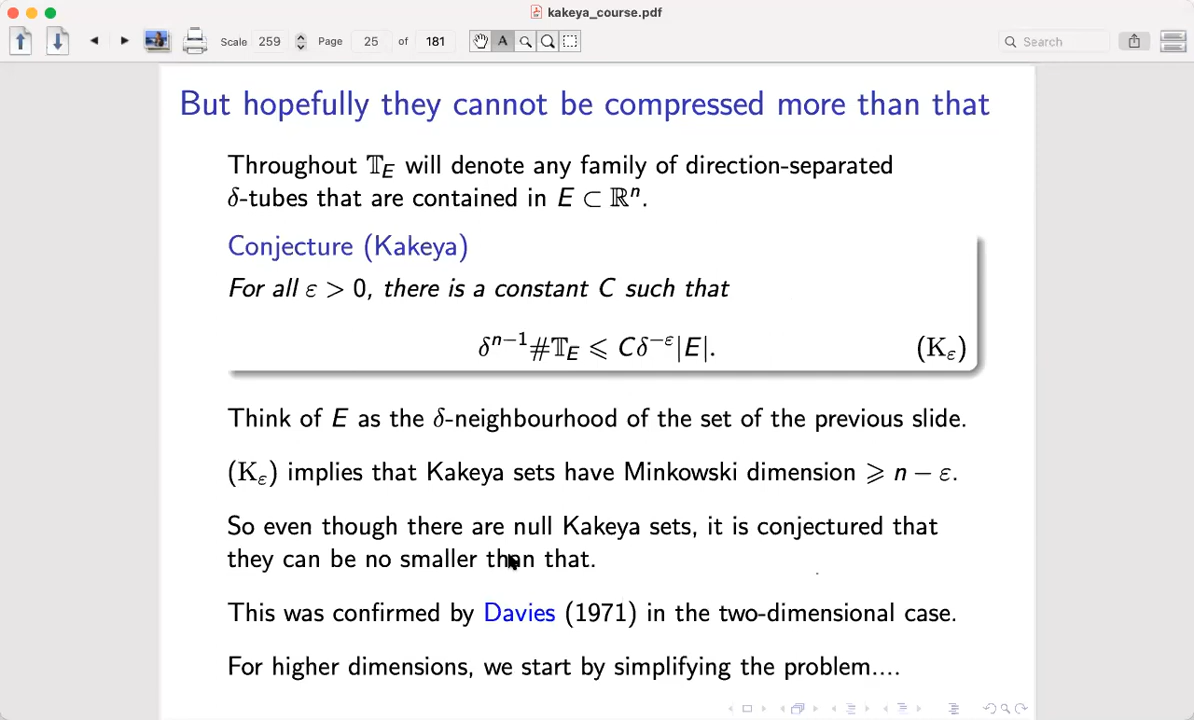 kakeya_course.pdf
Scale 259 Page 25 of 181 Search
But hopefully they cannot be compressed more than that
Throughout 𝕋_E will denote any family of direction-separated
δ-tubes that are contained in E ⊂ ℝⁿ.
Conjecture (Kakeya)
For all ε > 0, there is a constant C such that
δⁿ⁻¹#𝕋_E ⩽ Cδ^−ε|E|. (K_ε)
Think of E as the δ-neighbourhood of the set of the previous slide.
(K_ε) implies that Kakeya sets have Minkowski dimension ⩾ n − ε.
So even though there are null Kakeya sets, it is conjectured that
they can be no smaller than that.
This was confirmed by Davies (1971) in the two-dimensional case.
For higher dimensions, we start by simplifying the problem....